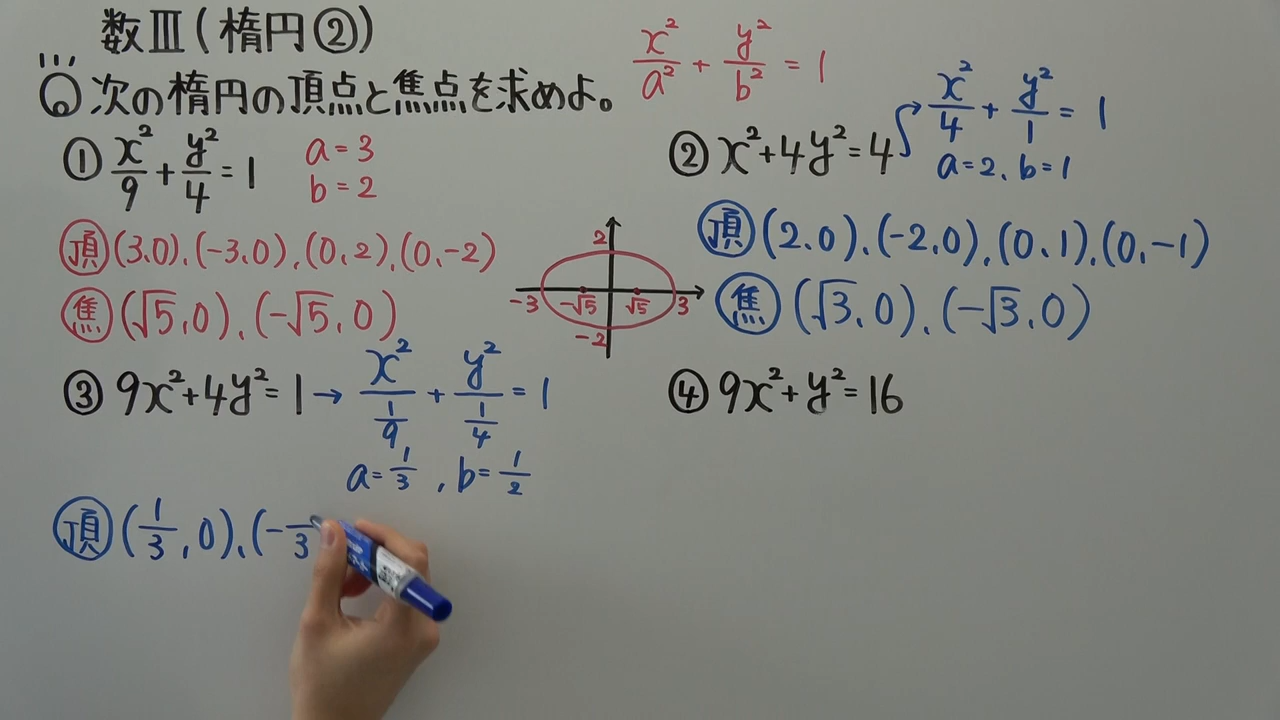 数Ⅲ(楕円②)
Q 次の楕円の頂点と焦点を求めよ。
x²/a² + y²/b² = 1
① x²/9 + y²/4 = 1
a = 3
b = 2
頂 (3.0).(-3.0).(0.2).(0.-2)
焦 (√5,0).(-√5.0)
2
-3 -√5 √5 3
-2
② x²+4y²=4
x²/4 + y²/1 = 1
a=2. b=1
頂 (2.0).(-2.0).(0.1).(0.-1)
焦 (√3.0).(-√3.0)
③ 9x²+4y²=1 → x²/(1/9) + y²/(1/4) = 1
a=1/3 , b=1/2
頂 (1/3,0).(- /3
④ 9x²+y²=16